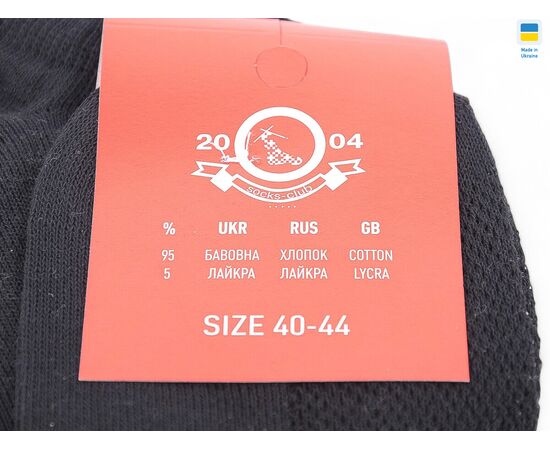 Made in
Ukraine
20 04
socks-club
% UKR RUS GB
95 БАВОВНА ХЛОПОК COTTON
5 ЛАЙКРА ЛАЙКРА LYCRA
SIZE 40-44